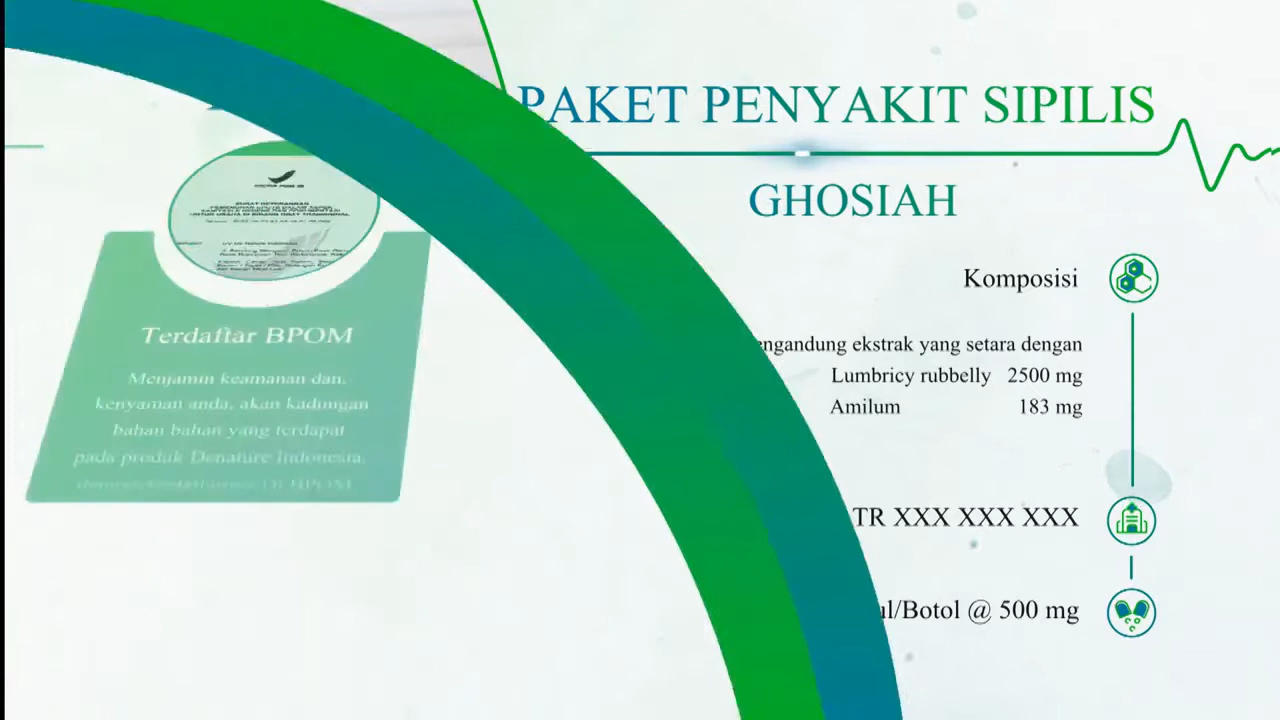 PAKET PENYAKIT SIPILIS
GHOSIAH
Komposisi
engandung ekstrak yang setara dengan
Lumbricy rubbelly 2500 mg
Amilum 183 mg
TR XXX XXX XXX
ul/Botol @ 500 mg
Terdaftar BPOM
Menjamin keamanan dan,
kenyaman anda, akan kadungan
bahan bahan yang terdapat
pada produk Denature Indonesia,